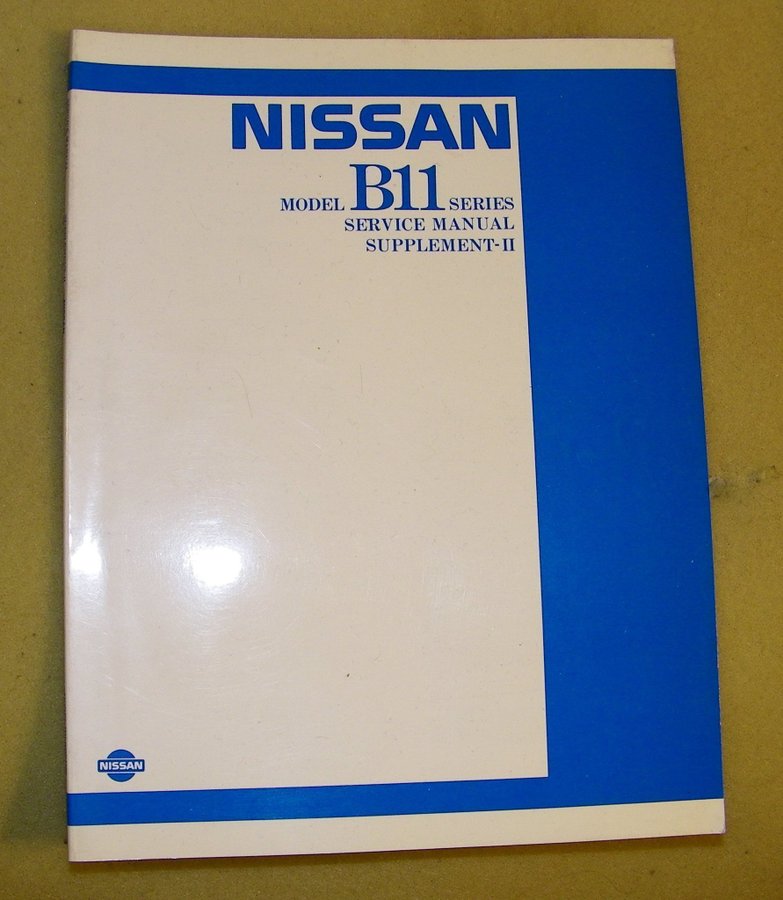 NISSAN
MODEL B11 SERIES
SERVICE MANUAL
SUPPLEMENT-II
NISSAN